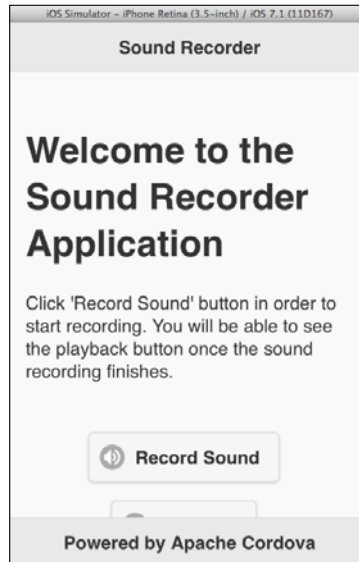 iOS Simulator - iPhone Retina (3.5-inch) / iOS 7.1 (11D167)
Sound Recorder
Welcome to the
Sound Recorder
Application
Click 'Record Sound' button in order to
start recording. You will be able to see
the playback button once the sound
recording finishes.
Record Sound
Powered by Apache Cordova